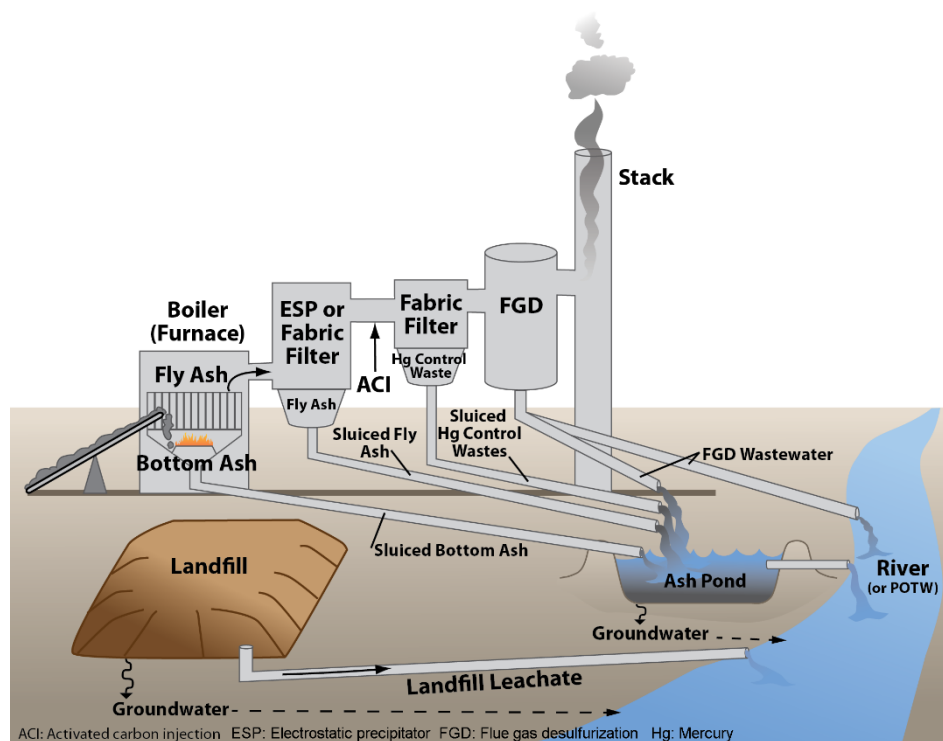 Stack
Boiler
(Furnace)
ESP or
Fabric
Filter
Fabric
Filter
FGD
Fly Ash
ACI
Hg Control
Waste
Fly Ash
Bottom Ash
Sluiced Fly
Ash
Sluiced
Hg Control
Wastes
FGD Wastewater
Sluiced Bottom Ash
Landfill
Ash Pond
River
(or POTW)
Groundwater
Landfill Leachate
Groundwater
ACI: Activated carbon injection ESP: Electrostatic precipitator FGD: Flue gas desulfurization Hg: Mercury